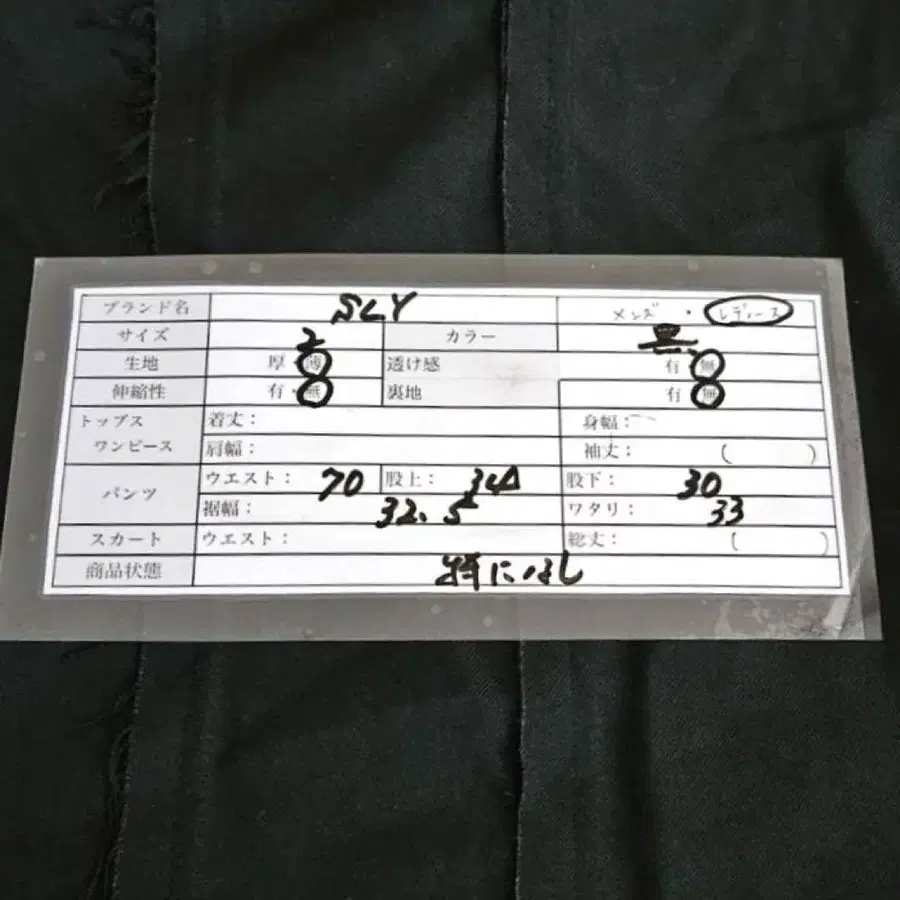 ブランド名 SLY メンズ ・ レディース
サイズ 2 カラー 黒
生地 厚・薄 透け感 有・無
伸縮性 有・無 裏地 有・無
トップス ワンピース 着丈： 身幅：
肩幅： 袖丈： ( )
パンツ ウエスト： 70 股上： 34 股下： 30
裾幅： 32.5 ワタリ： 33
スカート ウエスト： 総丈： ( )
商品状態 特になし